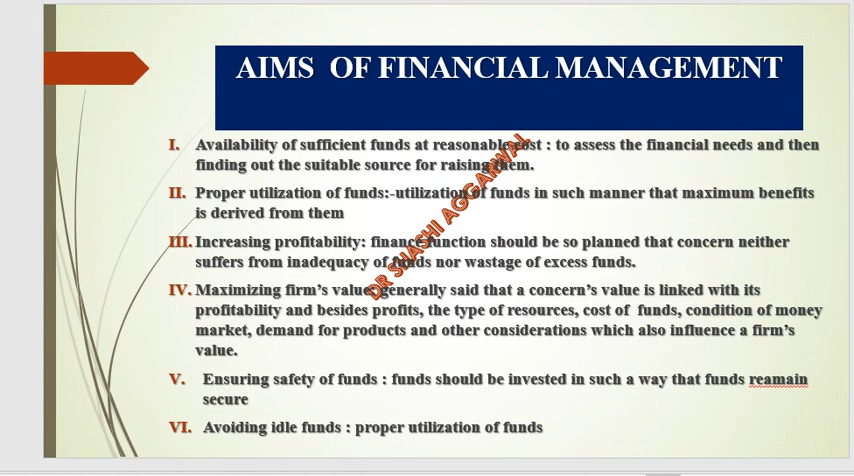 AIMS OF FINANCIAL MANAGEMENT
I. Availability of sufficient funds at reasonable cost : to assess the financial needs and then
finding out the suitable source for raising them.
II. Proper utilization of funds:-utilization of funds in such manner that maximum benefits
is derived from them
III. Increasing profitability: finance function should be so planned that concern neither
suffers from inadequacy of funds nor wastage of excess funds.
IV. Maximizing firm's value: generally said that a concern's value is linked with its
profitability and besides profits, the type of resources, cost of funds, condition of money
market, demand for products and other considerations which also influence a firm's
value.
V. Ensuring safety of funds : funds should be invested in such a way that funds reamain
secure
VI. Avoiding idle funds : proper utilization of funds
DR SHASHI AGGARWAL